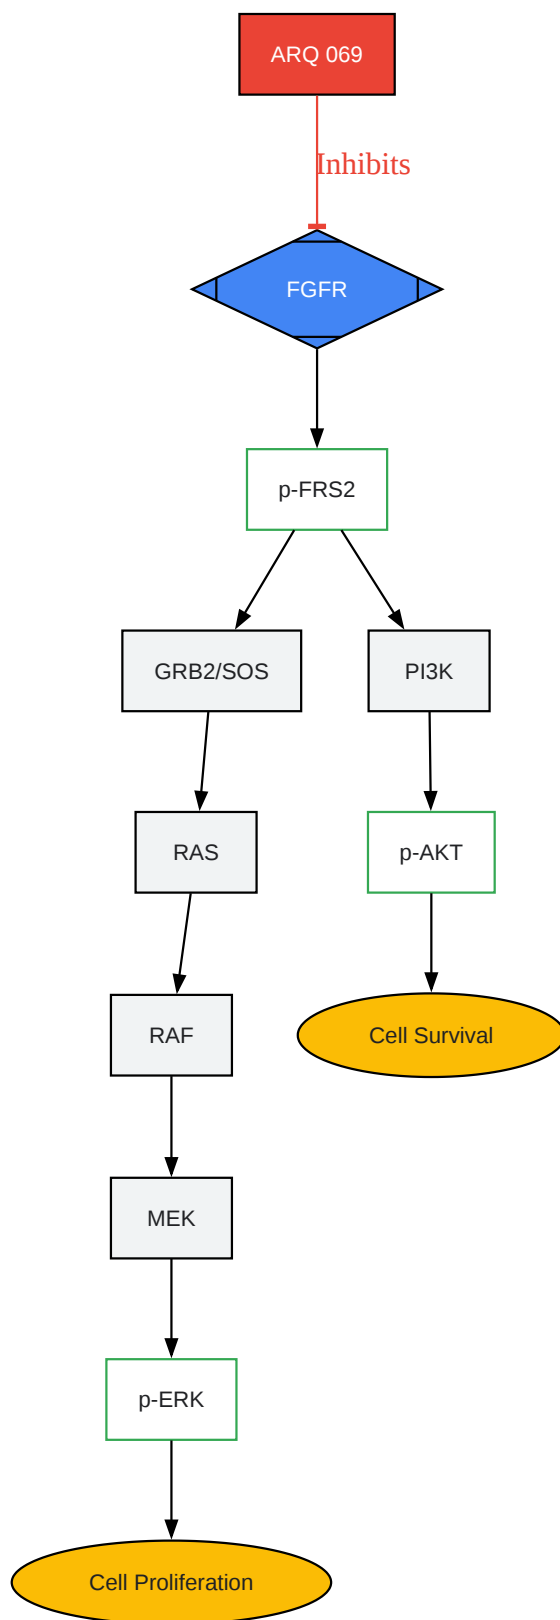 ARQ 069
Inhibits
FGFR
p-FRS2
GRB2/SOS
PI3K
RAS
p-AKT
RAF
Cell Survival
MEK
p-ERK
Cell Proliferation